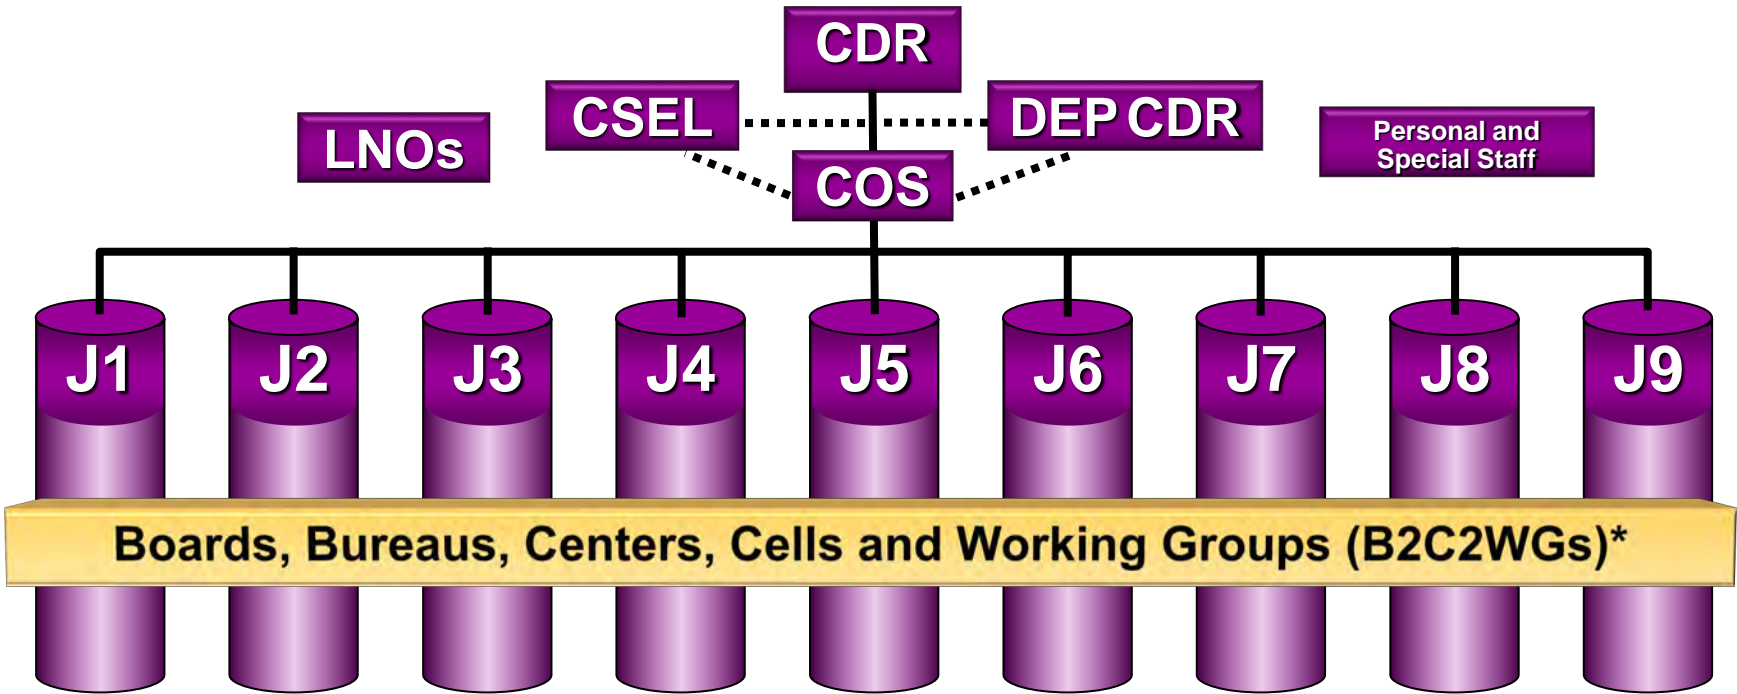 CDR
CSEL
DEP CDR
LNOs
Personal and
Special Staff
COS
J1
J2
J3
J4
J5
J6
J7
J8
J9
Boards, Bureaus, Centers, Cells and Working Groups (B2C2WGs)*